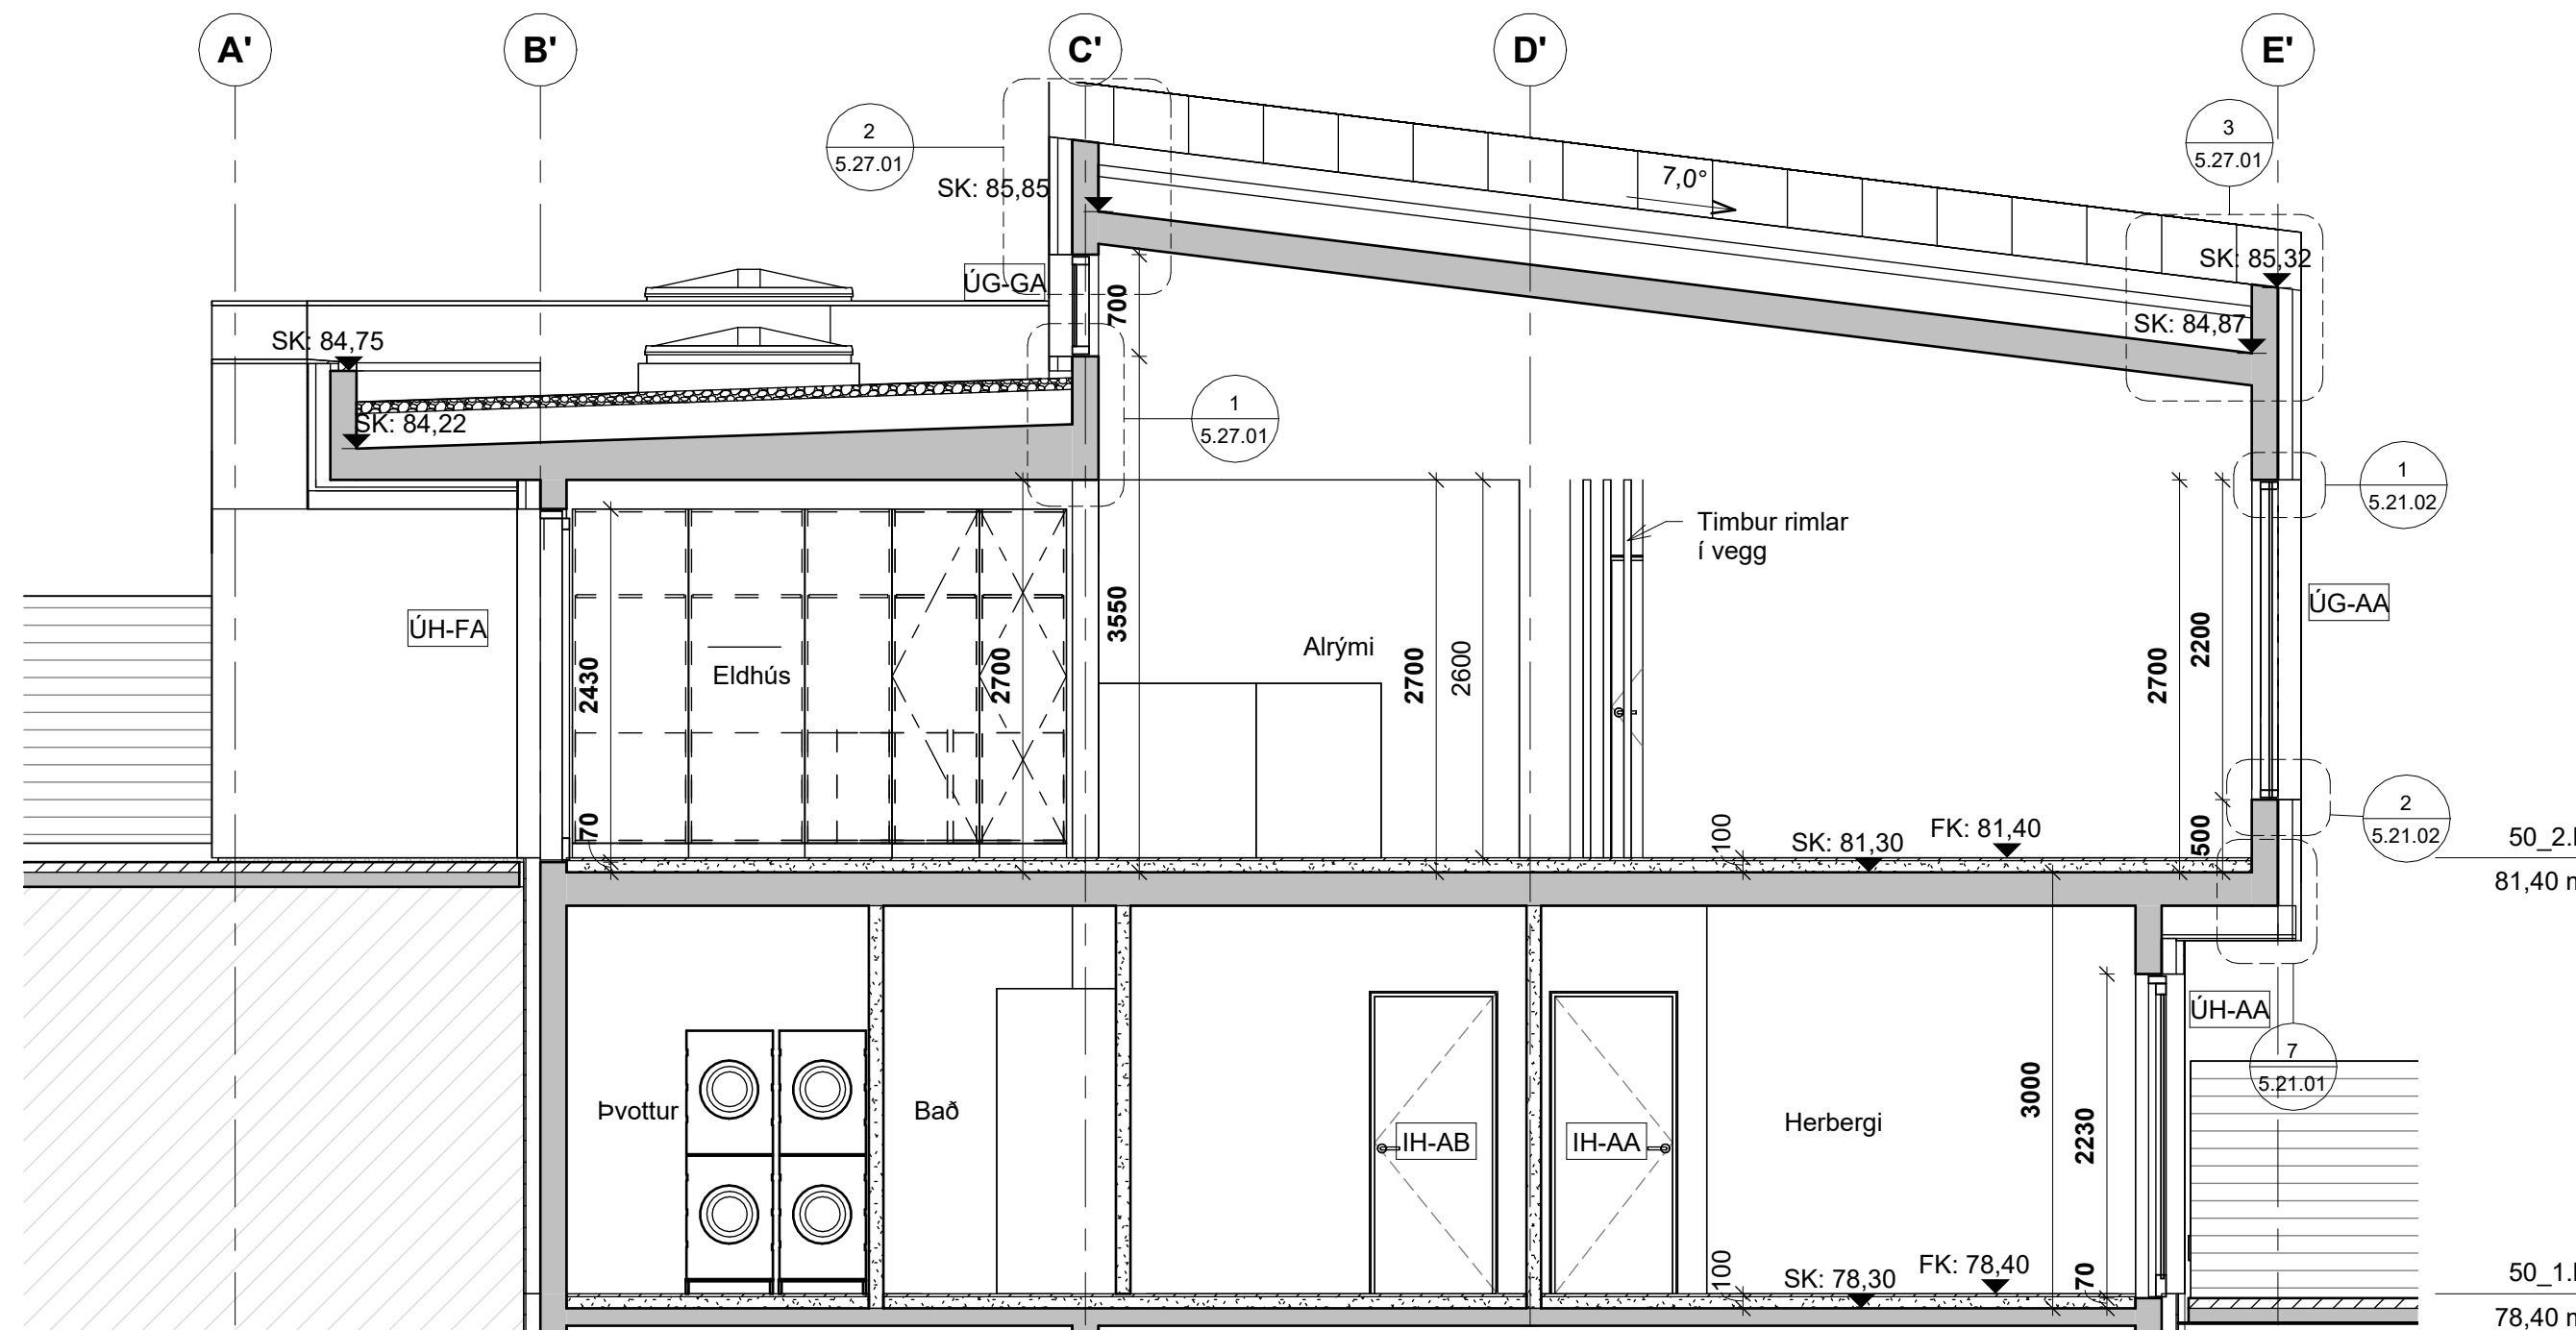 A'
B'
C'
D'
E'
2
5.27.01
3
5.27.01
SK: 85,85
7,0°
SK: 85,32
ÚG-GA
700
SK: 84,75
SK: 84,87
1
5.27.01
SK: 84,22
1
5.21.02
Timbur rimlar
í vegg
ÚH-FA
ÚG-AA
3550
2200
Alrými
2430
Eldhús
2700
2700
2600
2700
70
100
SK: 81,30
FK: 81,40
500
2
5.21.02
50_2.
81,40
ÚH-AA
7
5.21.01
3000
Þvottur
Bað
IH-AB
IH-AA
Herbergi
2230
100
SK: 78,30
FK: 78,40
70
50_1.
78,40